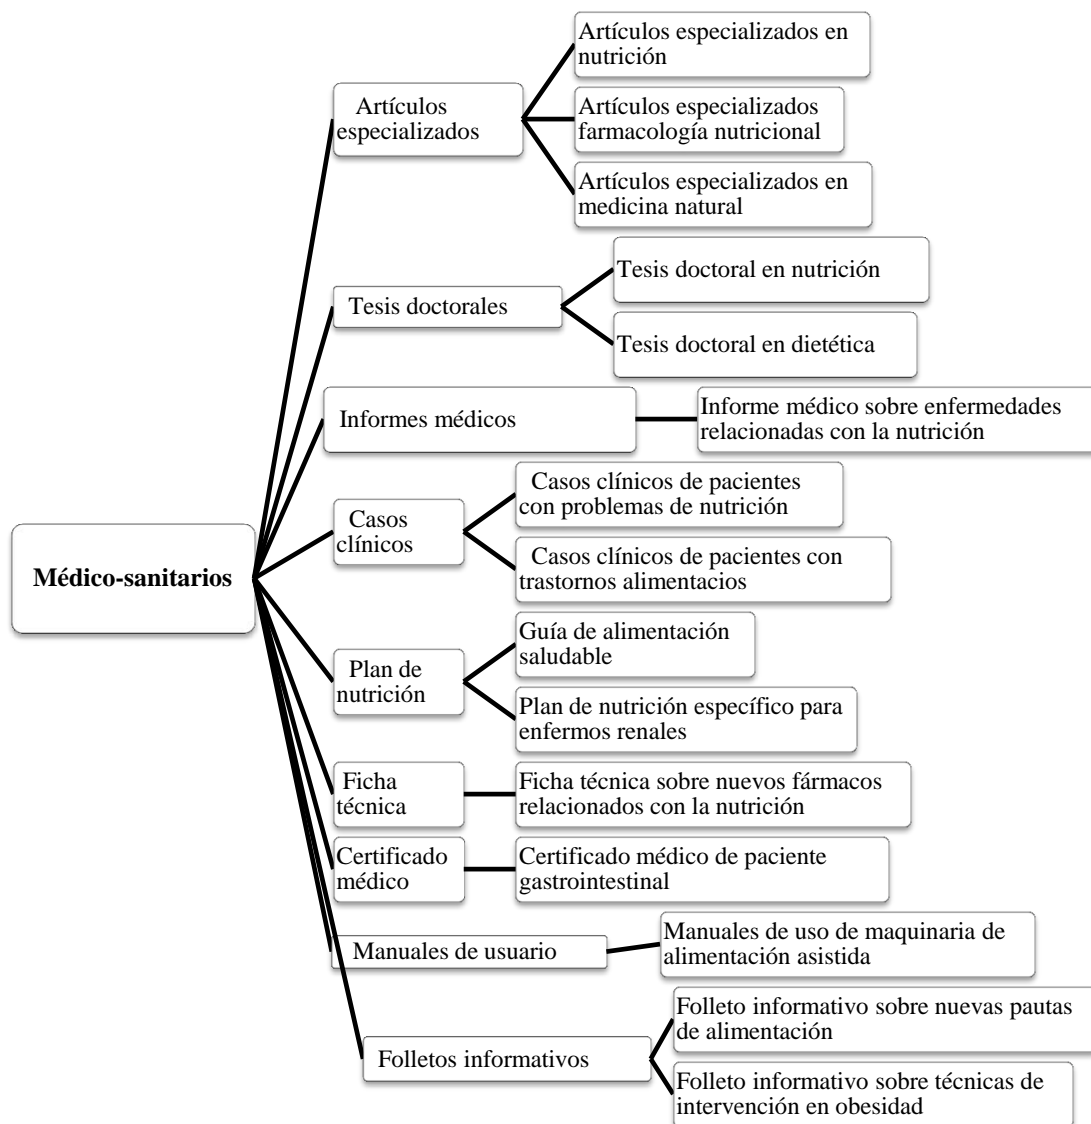 Artículos especializados en
nutrición
Artículos
especializados
Artículos especializados
farmacología nutricional
Artículos especializados en
medicina natural
Tesis doctorales
Tesis doctoral en nutrición
Tesis doctoral en dietética
Informes médicos
Informe médico sobre enfermedades
relacionadas con la nutrición
Médico-sanitarios
Casos
clínicos
Casos clínicos de pacientes
con problemas de nutrición
Casos clínicos de pacientes con
trastornos alimentacios
Plan de
nutrición
Guía de alimentación
saludable
Plan de nutrición específico para
enfermos renales
Ficha
técnica
Ficha técnica sobre nuevos fármacos
relacionados con la nutrición
Certificado
médico
Certificado médico de paciente
gastrointestinal
Manuales de usuario
Manuales de uso de maquinaria de
alimentación asistida
Folletos informativos
Folleto informativo sobre nuevas pautas
de alimentación
Folleto informativo sobre técnicas de
intervención en obesidad